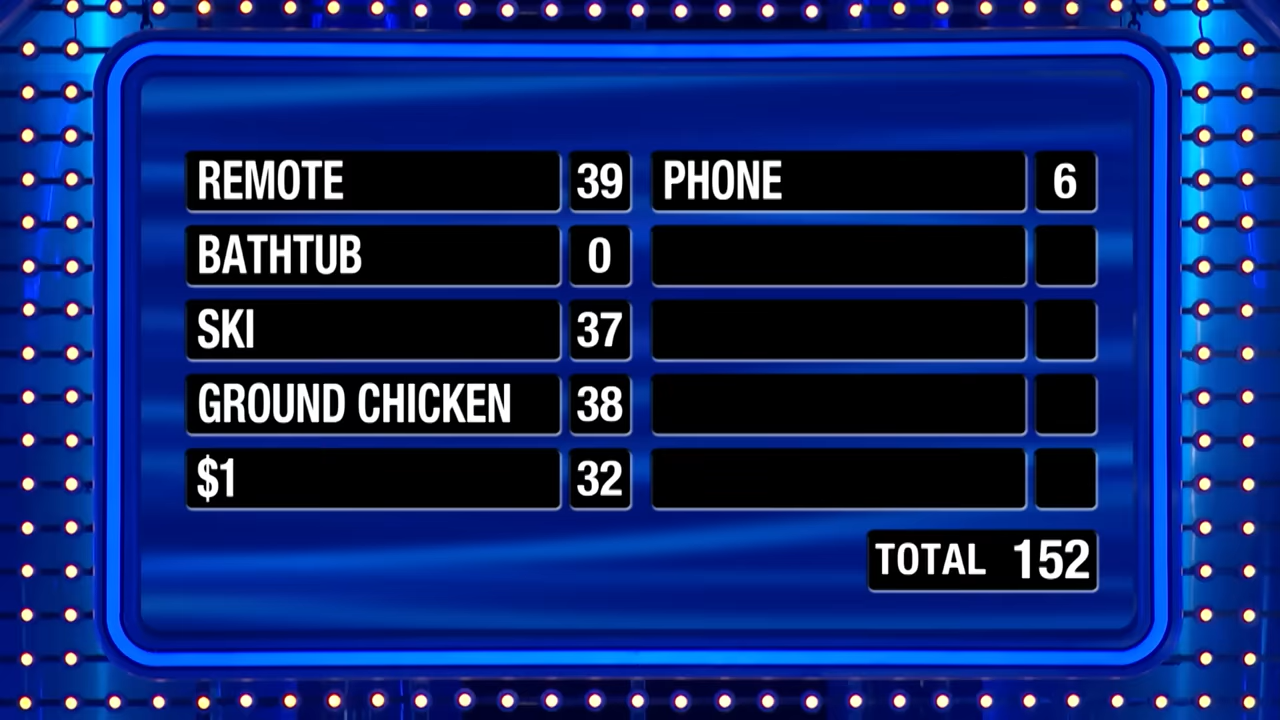 REMOTE 39 PHONE 6
BATHTUB 0
SKI 37
GROUND CHICKEN 38
$1 32
TOTAL 152